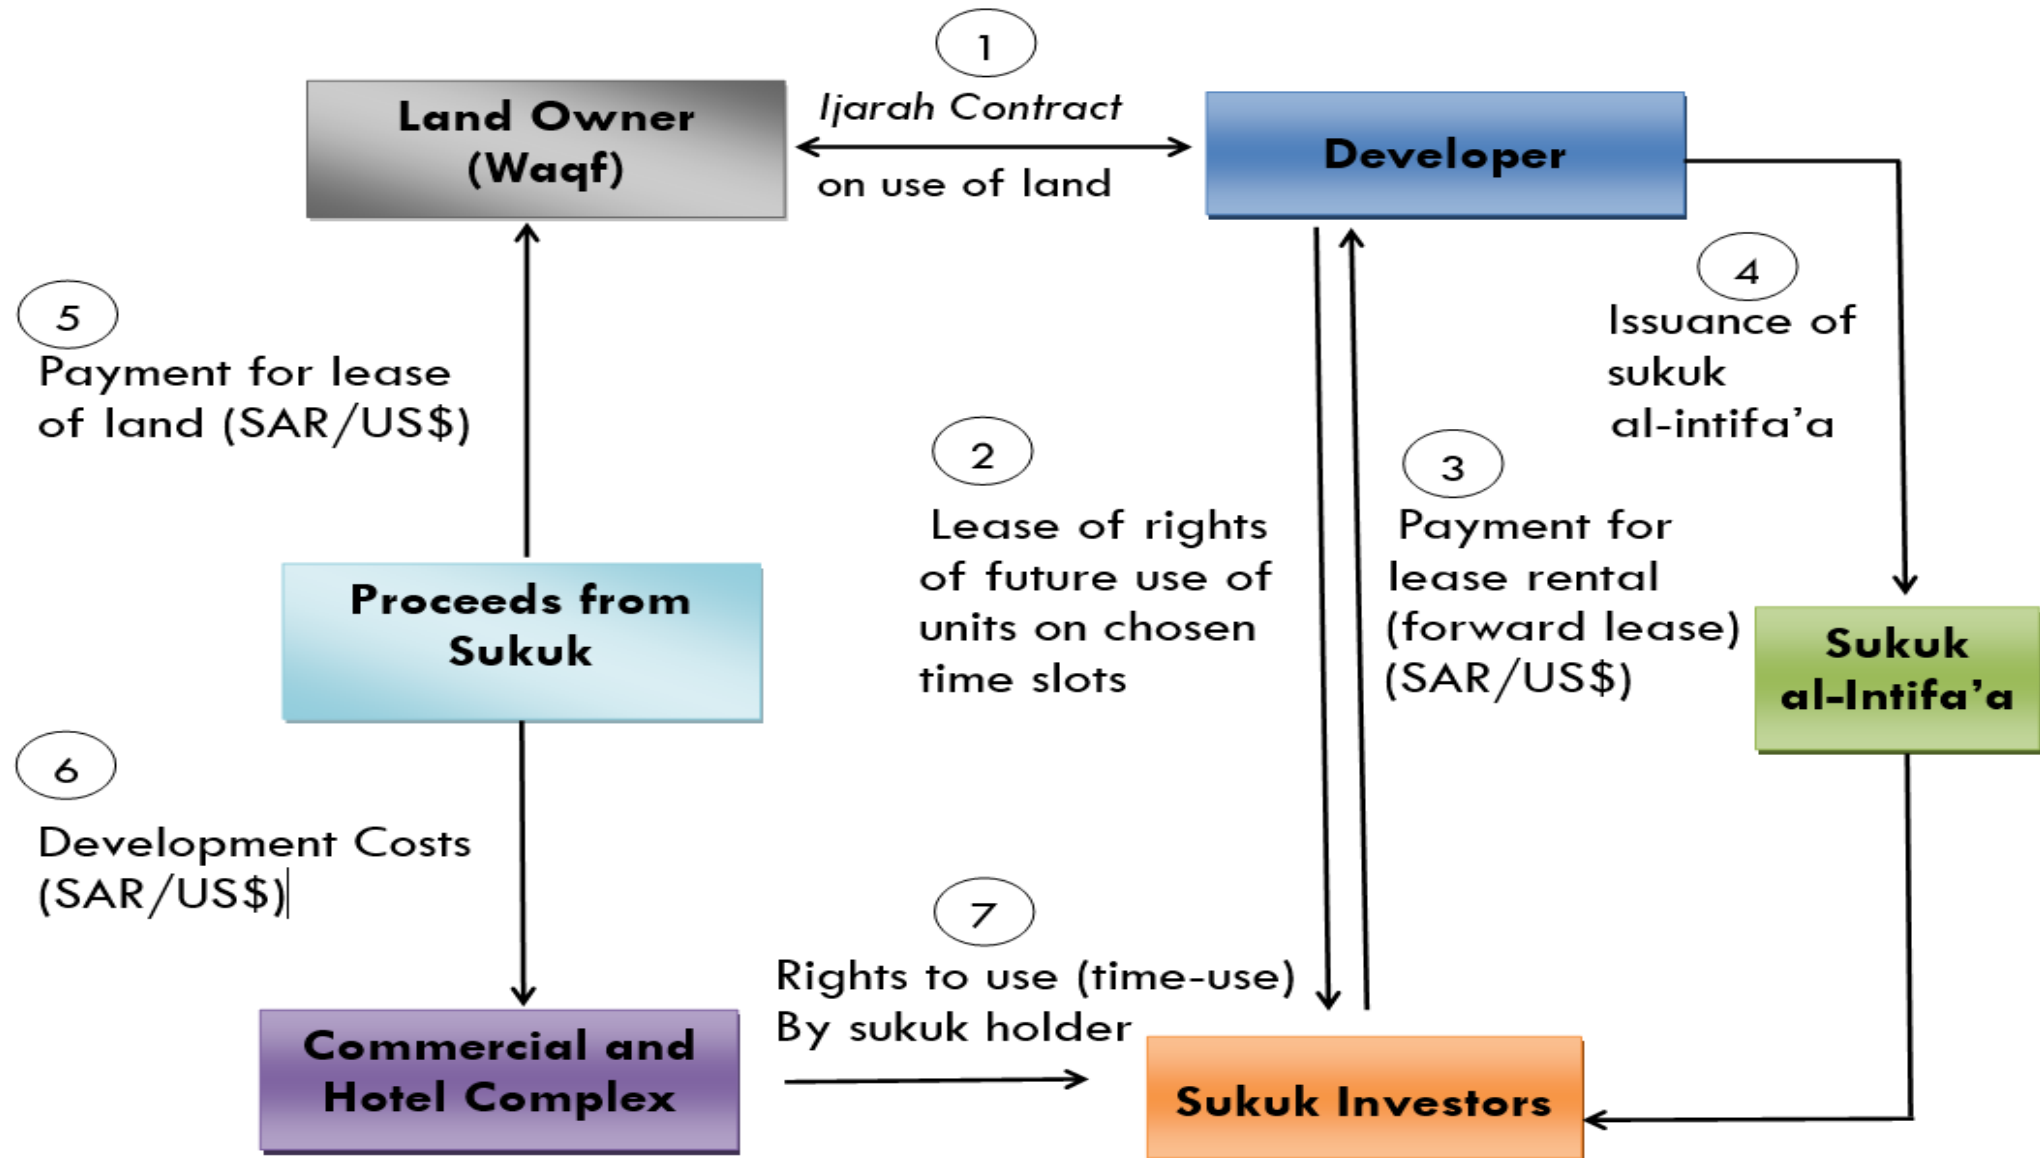 1
Land Owner
(Waqf)
Ijarah Contract
on use of land
Developer
4
Issuance of
sukuk
al-intifa’a
5
Payment for lease
of land (SAR/US$)
2
Lease of rights
of future use of
units on chosen
time slots
3
Payment for
lease rental
(forward lease)
(SAR/US$)
Proceeds from
Sukuk
Sukuk
al-Intifa’a
6
Development Costs
(SAR/US$)
7
Rights to use (time-use)
By sukuk holder
Commercial and
Hotel Complex
Sukuk Investors